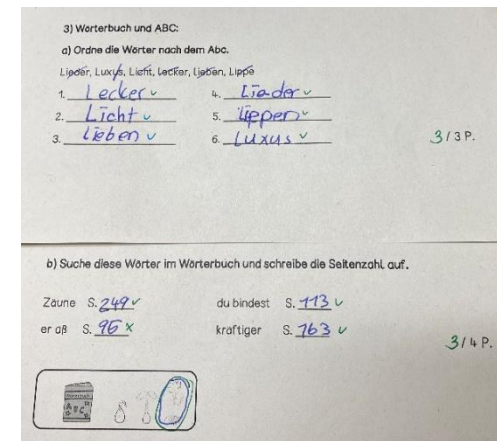 3) Wörterbuch und ABC:
a) Ordne die Wörter nach dem Abc.
Lieder, Luxus, Licht, lecker, lieben, Lippe
1. Lecker ✓ 4. Lieder ✓
2. Licht ✓ 5. Lippen ✓
3. lieben ✓ 6. Luxus ✓
3 / 3 P.
b) Suche diese Wörter im Wörterbuch und schreibe die Seitenzahl auf.
Zäune S. 249 ✓ du bindest S. 113 ✓
er aß S. 96 x kräftiger S. 163 ✓
3 / 4 P.
ABC